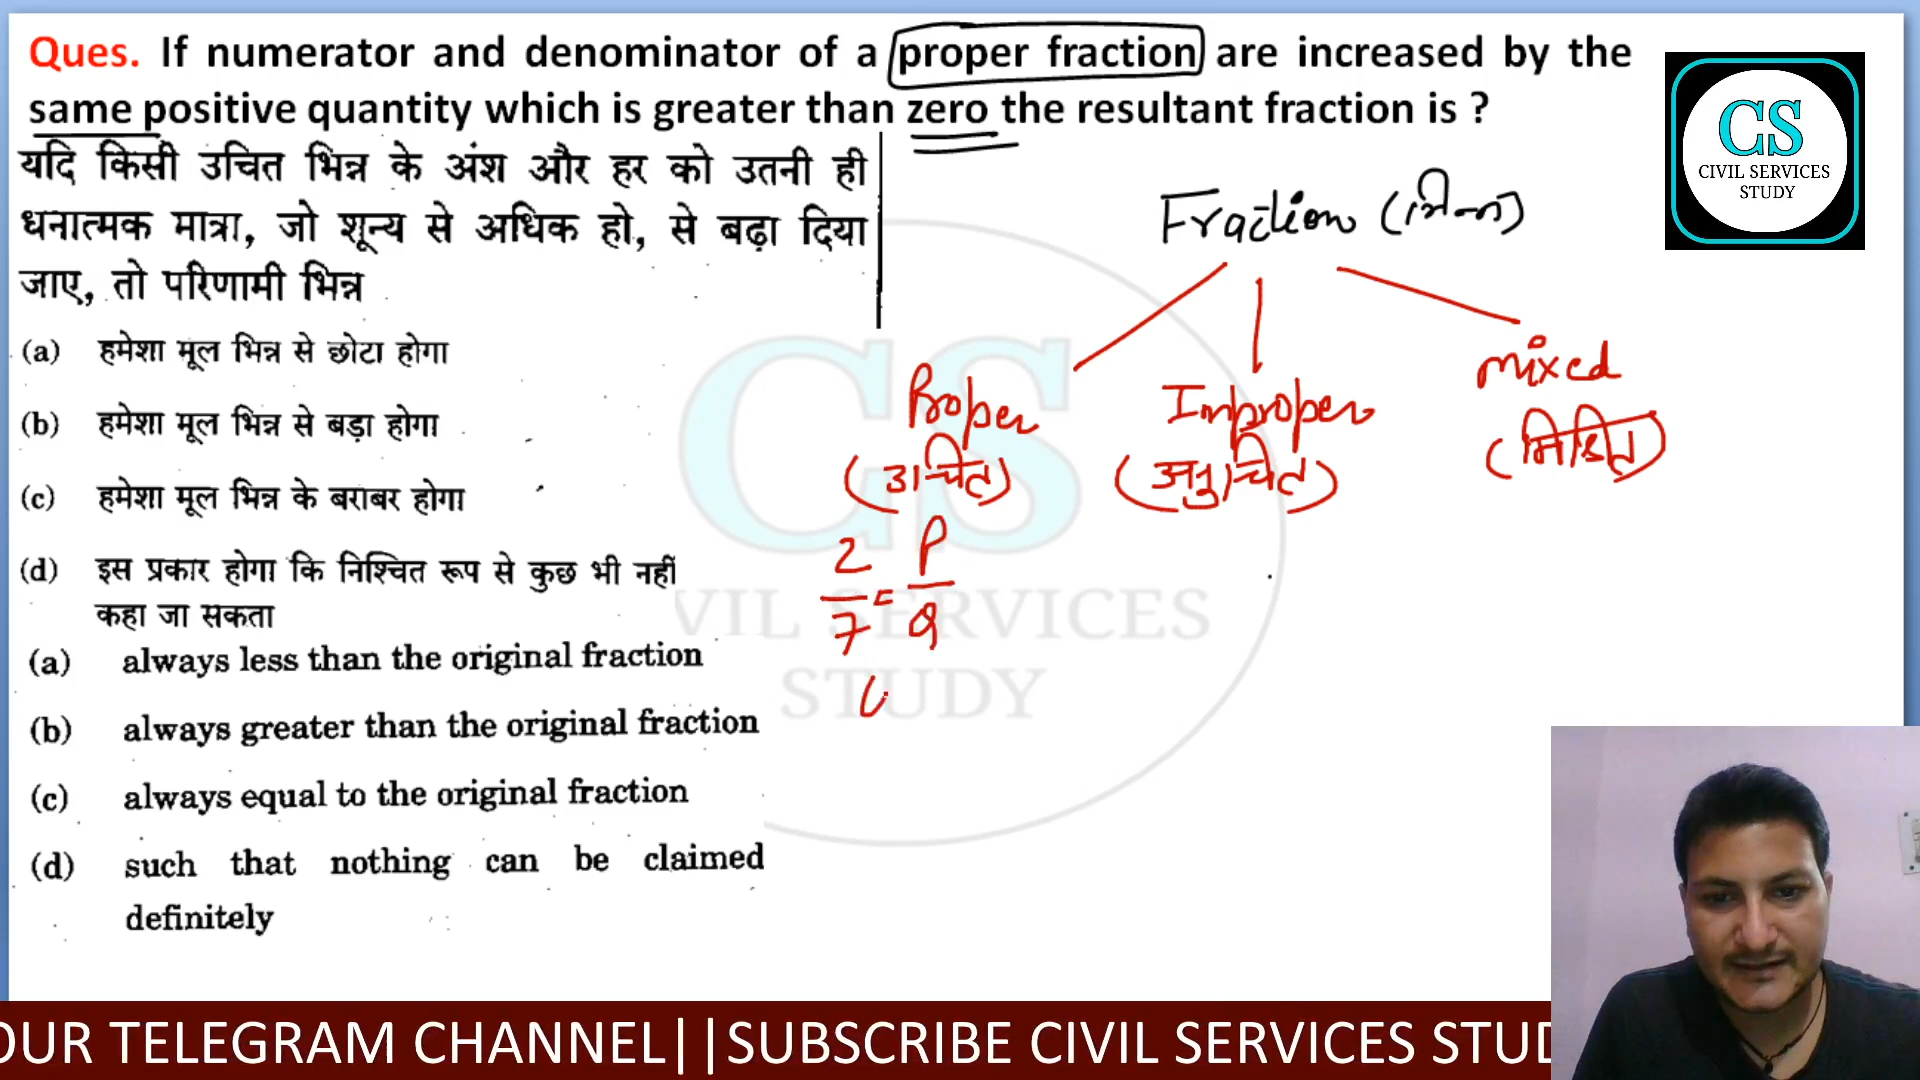 Ques. If numerator and denominator of a proper fraction are increased by the
same positive quantity which is greater than zero the resultant fraction is ?
CS
CIVIL SERVICES
STUDY
यदि किसी उचित भिन्न के अंश और हर को उतनी ही
धनात्मक मात्रा, जो शून्य से अधिक हो, से बढ़ा दिया
जाए, तो परिणामी भिन्न
(a) हमेशा मूल भिन्न से छोटा होगा
(b) हमेशा मूल भिन्न से बड़ा होगा
(c) हमेशा मूल भिन्न के बराबर होगा
(d) इस प्रकार होगा कि निश्चित रूप से कुछ भी नहीं
कहा जा सकता
(a) always less than the original fraction
(b) always greater than the original fraction
(c) always equal to the original fraction
(d) such that nothing can be claimed
definitely
Fraction (भिन्न)
Proper
(उचित)
Improper
(अनुचित)
mixed
(मिश्रित)
2/7 = P/Q
CS
VIL SERVICES
STUDY
OUR TELEGRAM CHANNEL||SUBSCRIBE CIVIL SERVICES STUD